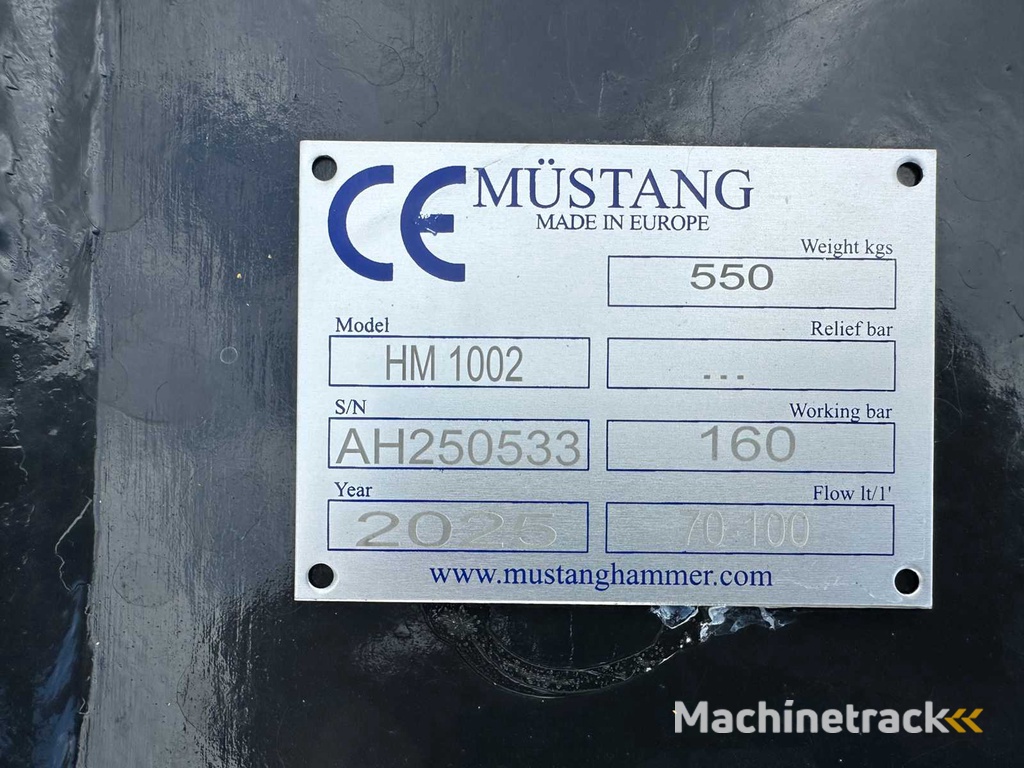 CE MÜSTANG
MADE IN EUROPE
Weight kgs
550
Model
HM 1002
Relief bar
...
S/N
AH250533
Working bar
160
Year
2025
Flow lt/1'
70-100
www.mustanghammer.com
Machinetrack